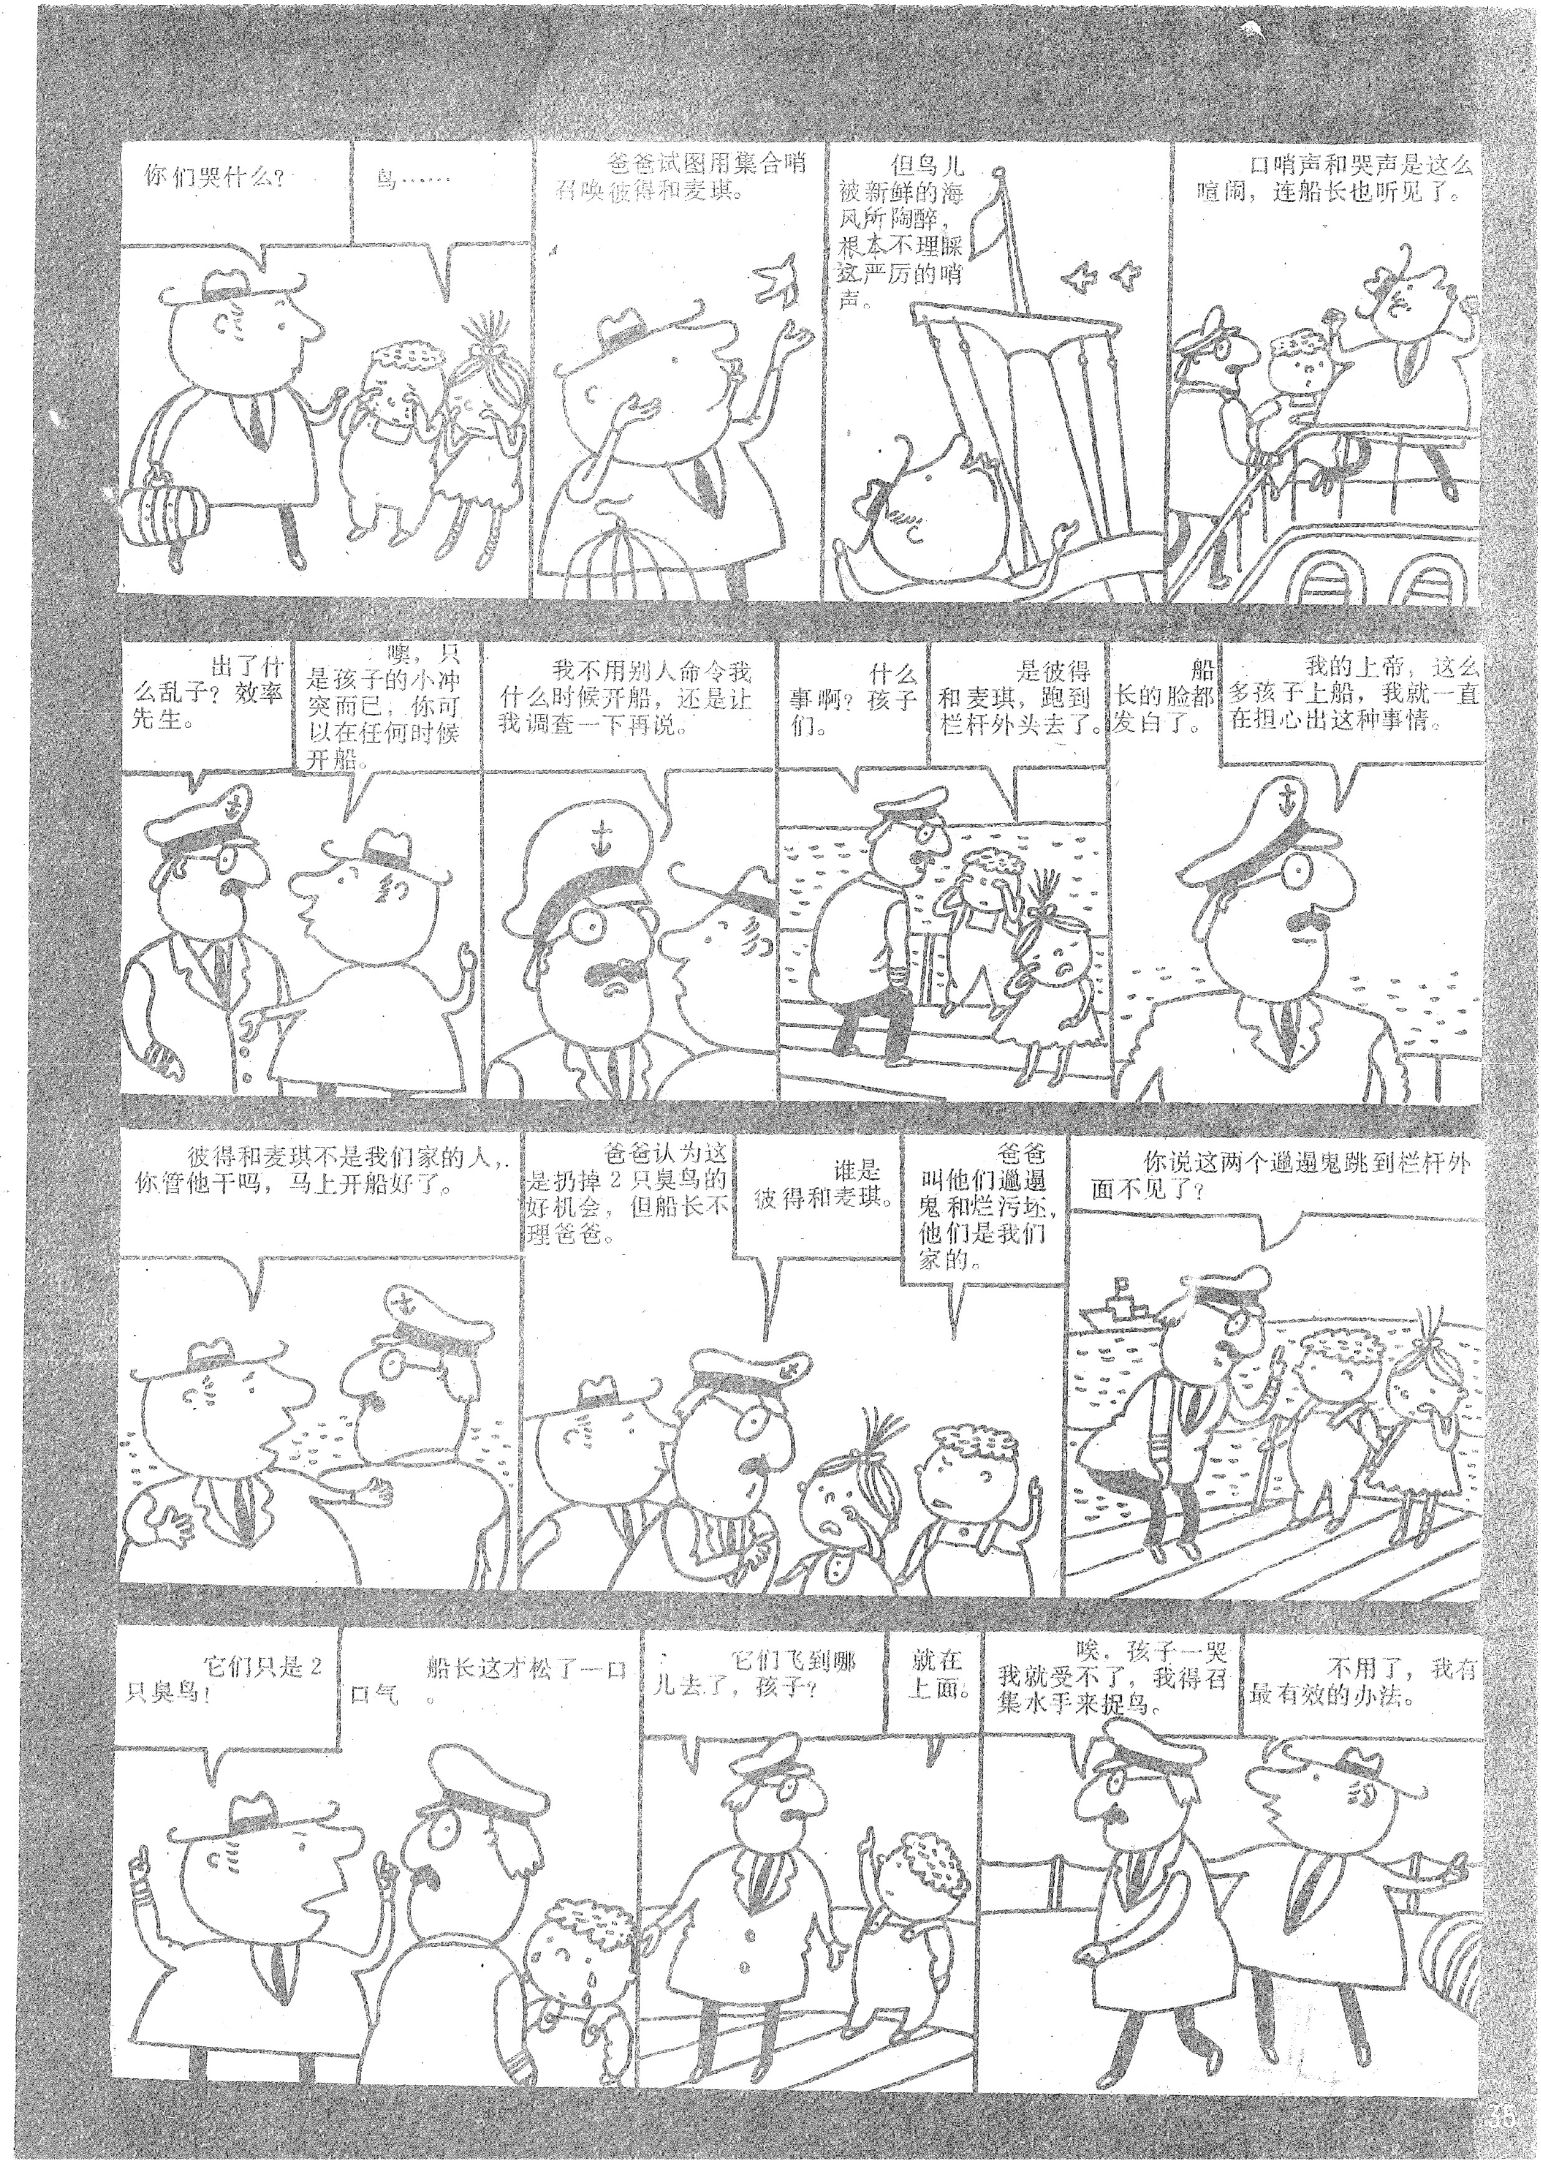 你们哭什么？
鸟……
爸爸试图用集合哨
召唤彼得和麦琪。
但鸟儿
被新鲜的海
风所陶醉，
根本不理睬
这严厉的哨
声。
口哨声和哭声是这么
喧闹，连船长也听见了。
出了什
么乱子？效率
先生。
噢，只
是孩子的小冲
突而已，你可
以在任何时候
开船。
我不用别人命令我
什么时候开船，还是让
我调查一下再说。
什么
事啊？孩子
们。
是彼得
和麦琪，跑到
栏杆外头去了。
船
长的脸都
发白了。
我的上帝，这么
多孩子上船，我就一直
在担心出这种事情。
彼得和麦琪不是我们家的人，
你管他干吗，马上开船好了。
爸爸认为这
是扔掉2只臭鸟的
好机会，但船长不
理爸爸。
谁是
彼得和麦琪。
爸爸
叫他们邋遢
鬼和烂污坯，
他们是我们
家的。
你说这两个邋遢鬼跳到栏杆外
面不见了？
它们只是2
只臭鸟！
船长这才松了一口
口气。
它们飞到哪
儿去了，孩子？
就在
上面。
唉，孩子一哭
我就受不了，我得召
集水手来捉鸟。
不用了，我有
最有效的办法。